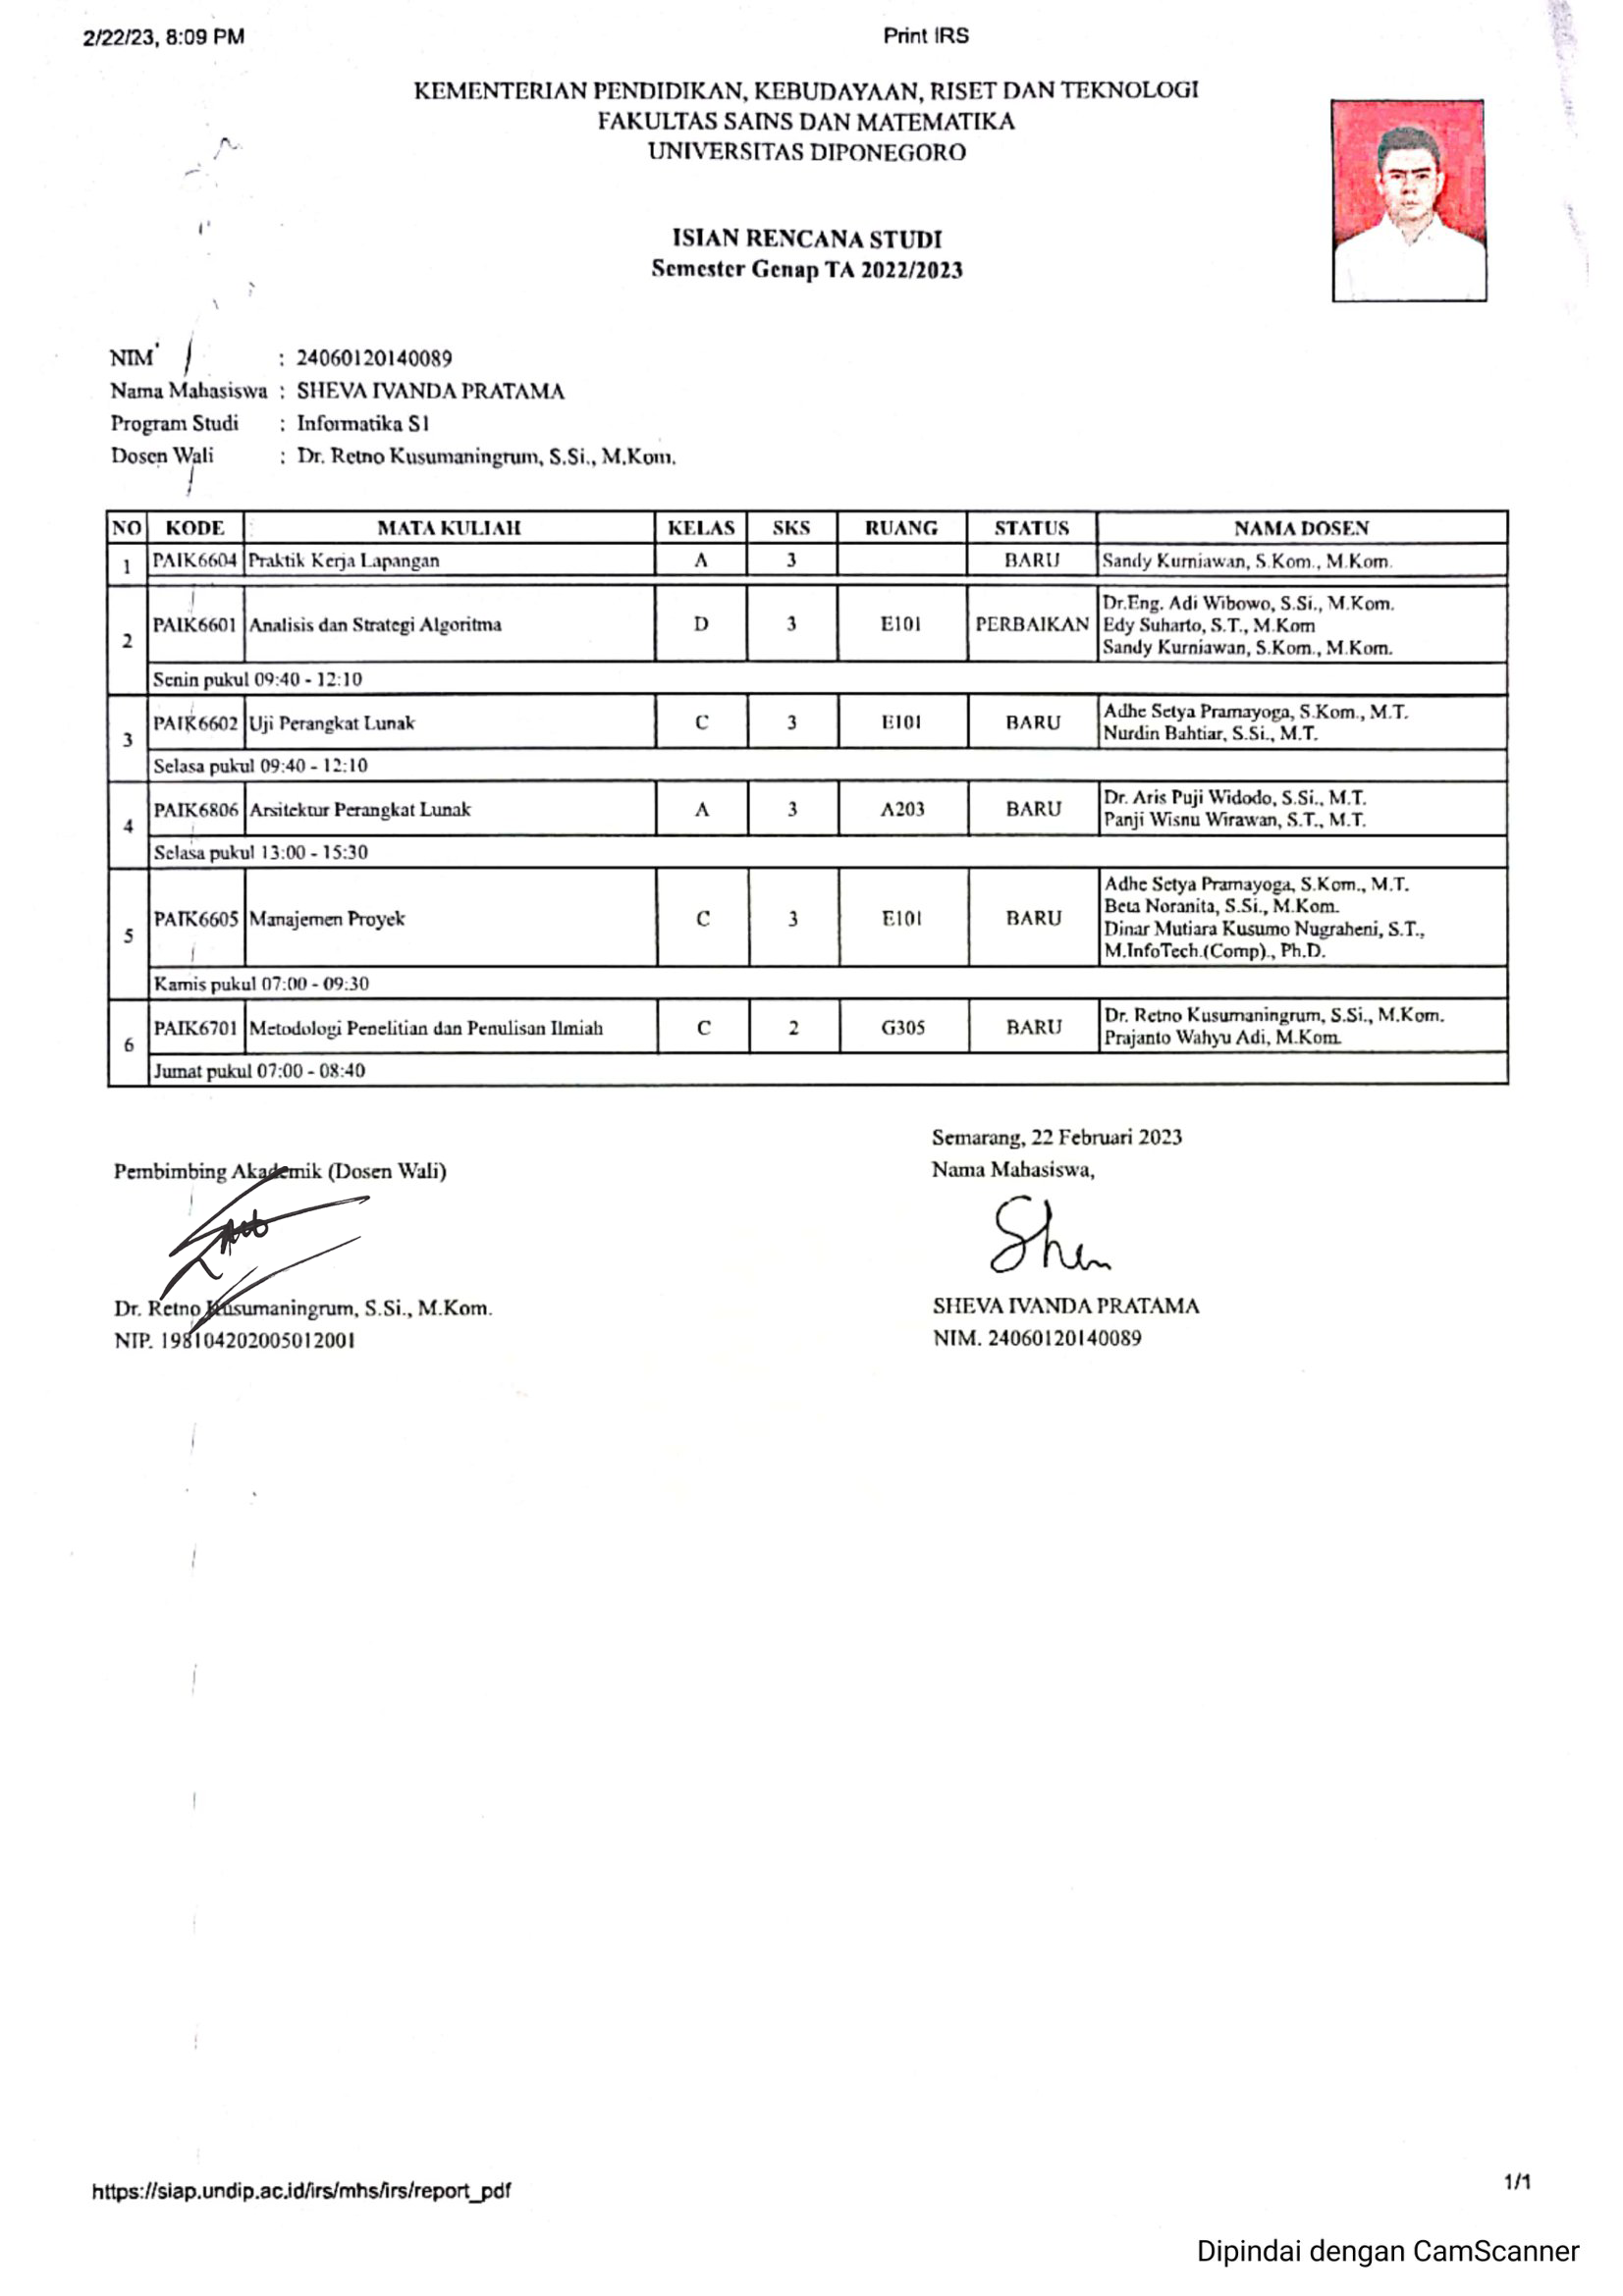 2/22/23, 8:09 PM
Print IRS
KEMENTERIAN PENDIDIKAN, KEBUDAYAAN, RISET DAN TEKNOLOGI
FAKULTAS SAINS DAN MATEMATIKA
UNIVERSITAS DIPONEGORO
ISIAN RENCANA STUDI
Semester Genap TA 2022/2023
NIM : 24060120140089
Nama Mahasiswa : SHEVA IVANDA PRATAMA
Program Studi : Informatika S1
Dosen Wali : Dr. Retno Kusumaningrum, S.Si., M.Kom.
NO KODE MATA KULIAH KELAS SKS RUANG STATUS NAMA DOSEN
1 PAIK6604 Praktik Kerja Lapangan A 3 BARU Sandy Kurniawan, S.Kom., M.Kom.
2 PAIK6601 Analisis dan Strategi Algoritma D 3 E101 PERBAIKAN Dr.Eng. Adi Wibowo, S.Si., M.Kom.
Edy Suharto, S.T., M.Kom
Sandy Kurniawan, S.Kom., M.Kom.
Senin pukul 09:40 - 12:10
3 PAIK6602 Uji Perangkat Lunak C 3 E101 BARU Adhe Setya Pramayoga, S.Kom., M.T.
Nurdin Bahtiar, S.Si., M.T.
Selasa pukul 09:40 - 12:10
4 PAIK6806 Arsitektur Perangkat Lunak A 3 A203 BARU Dr. Aris Puji Widodo, S.Si., M.T.
Panji Wisnu Wirawan, S.T., M.T.
Selasa pukul 13:00 - 15:30
5 PAIK6605 Manajemen Proyek C 3 E101 BARU Adhe Setya Pramayoga, S.Kom., M.T.
Beta Noranita, S.Si., M.Kom.
Dinar Mutiara Kusumo Nugraheni, S.T.,
M.InfoTech.(Comp)., Ph.D.
Kamis pukul 07:00 - 09:30
6 PAIK6701 Metodologi Penelitian dan Penulisan Ilmiah C 2 G305 BARU Dr. Retno Kusumaningrum, S.Si., M.Kom.
Prajanto Wahyu Adi, M.Kom.
Jumat pukul 07:00 - 08:40
Semarang, 22 Februari 2023
Pembimbing Akademik (Dosen Wali)
Nama Mahasiswa,
Dr. Retno Kusumaningrum, S.Si., M.Kom.
SHEVA IVANDA PRATAMA
NIP. 198104202005012001
NIM. 24060120140089
https://siap.undip.ac.id/irs/mhs/irs/report_pdf
1/1
Dipindai dengan CamScanner